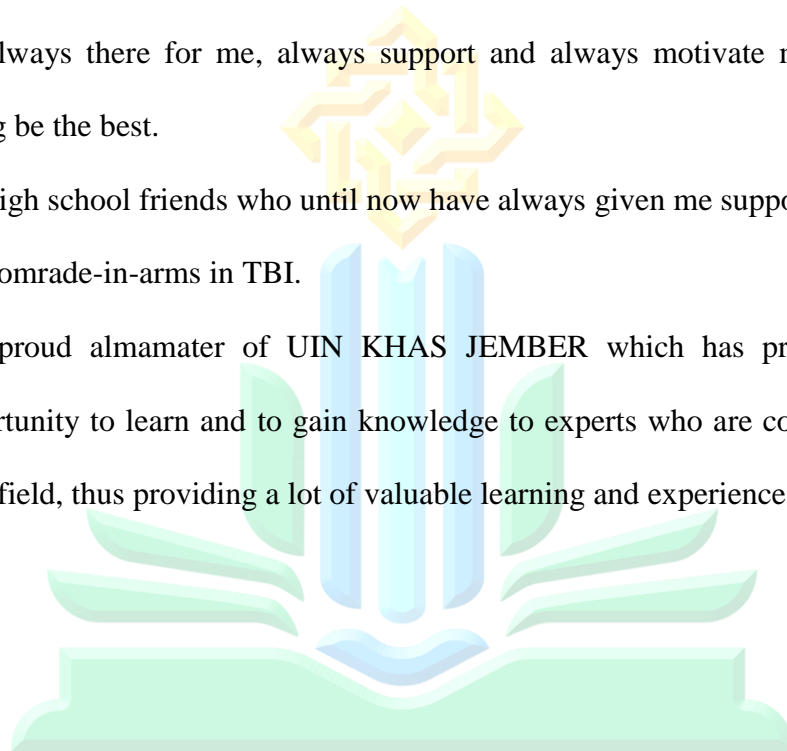 lways there for me, always support and always motivate
g be the best.
igh school friends who until now have always given me suppo
omrade-in-arms in TBI.
proud almamater of UIN KHAS JEMBER which has pr
rtunity to learn and to gain knowledge to experts who are co
field, thus providing a lot of valuable learning and experience